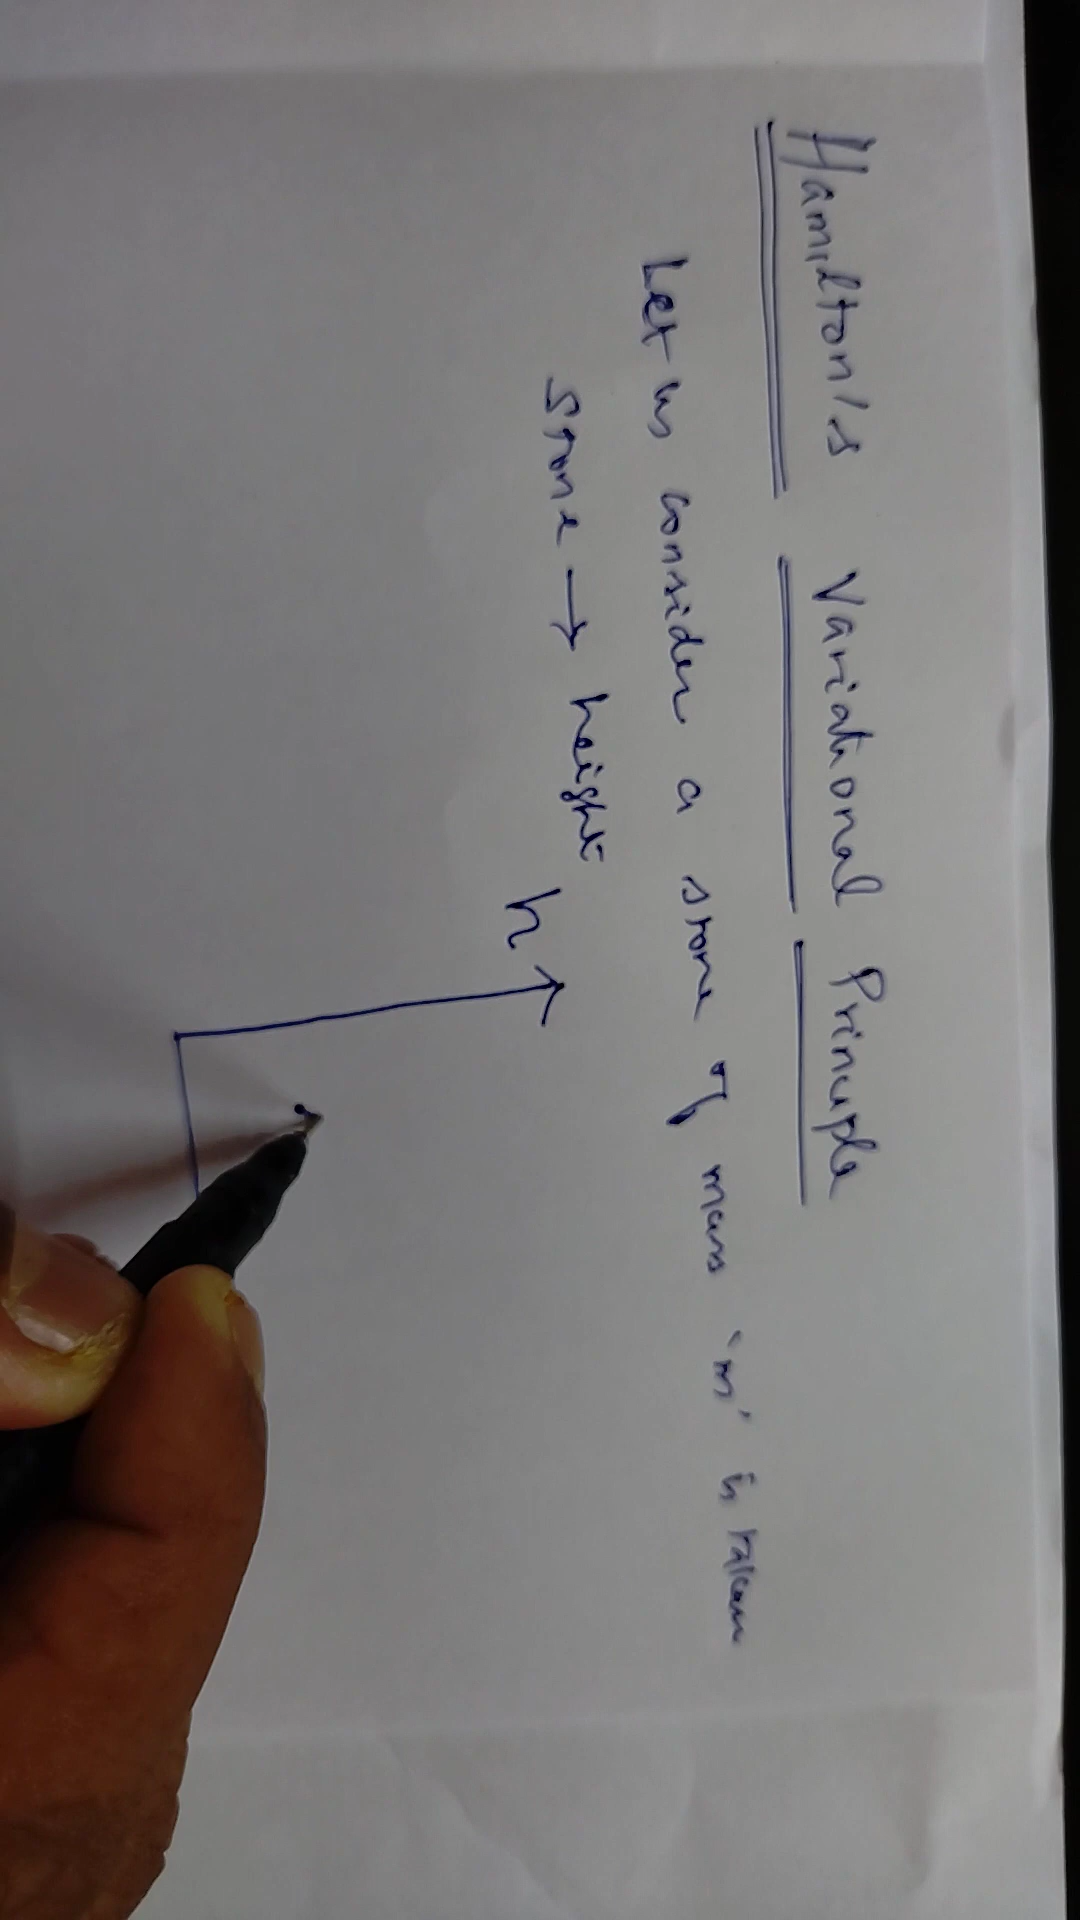 Hamilton's Variational Principle
Let us consider a stone of mass 'm' is taken
Stone → height
h